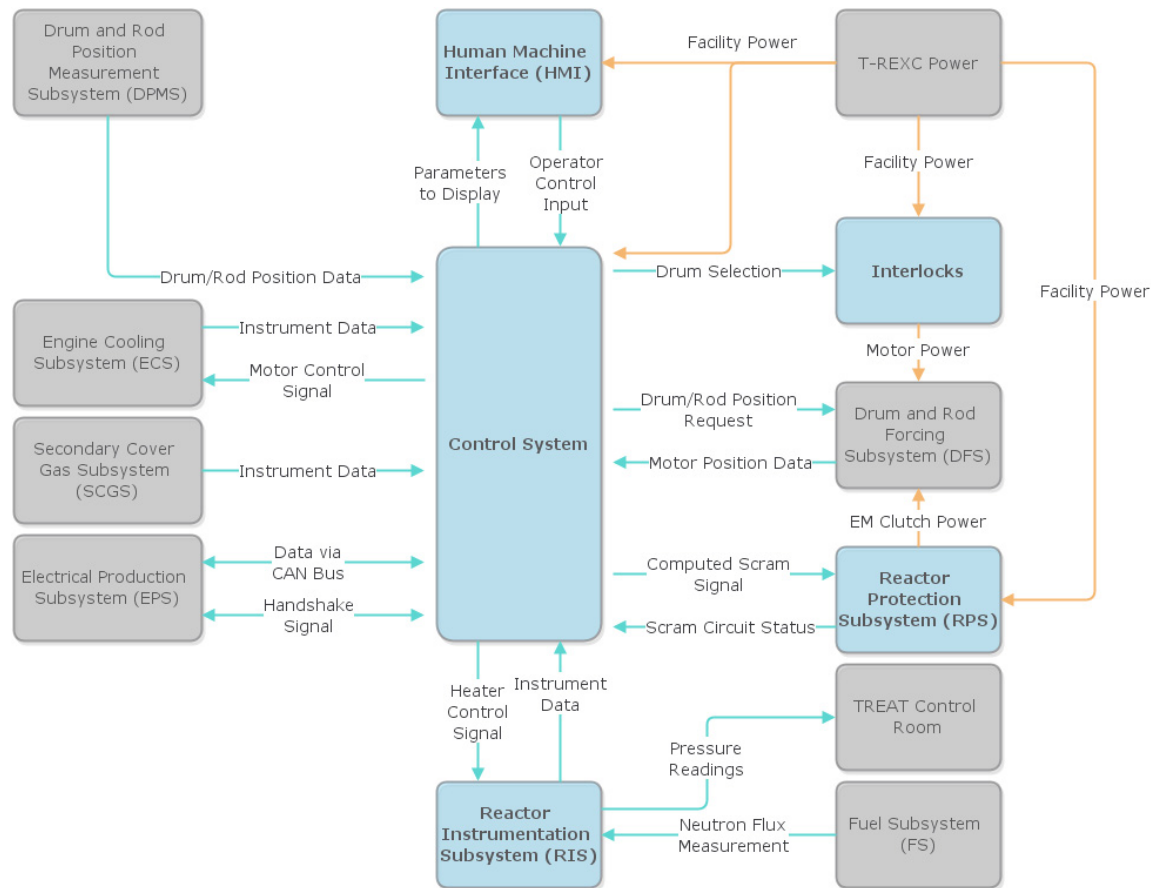 Drum and Rod
Position
Measurement
Subsystem (DPMS)
Human Machine
Interface (HMI)
Facility Power
T-REXC Power
Parameters
to Display
Operator
Control
Input
Facility Power
Drum/Rod Position Data
Drum Selection
Interlocks
Facility Power
Engine Cooling
Subsystem (ECS)
Instrument Data
Motor Control
Signal
Motor Power
Control System
Drum/Rod Position
Request
Drum and Rod
Forcing
Subsystem (DFS)
Secondary Cover
Gas Subsystem
(SCGS)
Instrument Data
Motor Position Data
EM Clutch Power
Electrical Production
Subsystem (EPS)
Data via
CAN Bus
Handshake
Signal
Computed Scram
Signal
Scram Circuit Status
Reactor
Protection
Subsystem (RPS)
Heater
Control
Signal
Instrument
Data
TREAT Control
Room
Pressure
Readings
Reactor
Instrumentation
Subsystem (RIS)
Neutron Flux
Measurement
Fuel Subsystem
(FS)